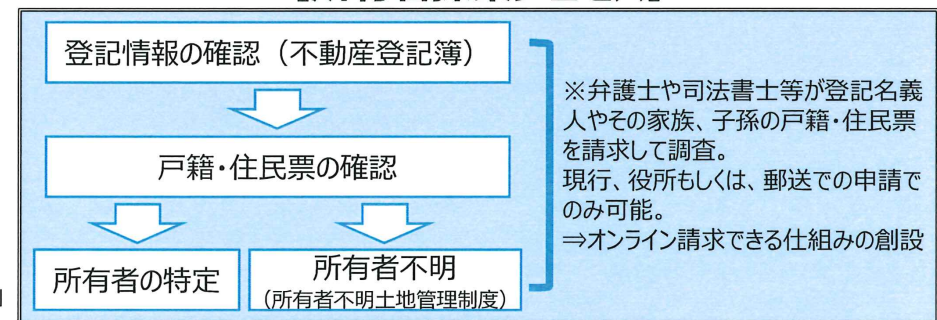 登記情報の確認（不動産登記簿）
戸籍・住民票の確認
所有者の特定
所有者不明
（所有者不明土地管理制度）
※弁護士や司法書士等が登記名義
人やその家族、子孫の戸籍・住民票
を請求して調査。
現行、役所もしくは、郵送での申請で
のみ可能。
⇒オンライン請求できる仕組みの創設